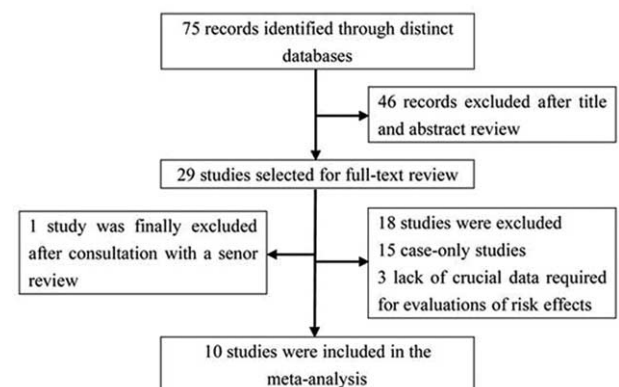 75 records identified through distinct
databases
46 records excluded after title
and abstract review
29 studies selected for full-text review
1 study was finally excluded
after consultation with a senor
review
18 studies were excluded
15 case-only studies
3 lack of crucial data required
for evaluations of risk effects
10 studies were included in the
meta-analysis